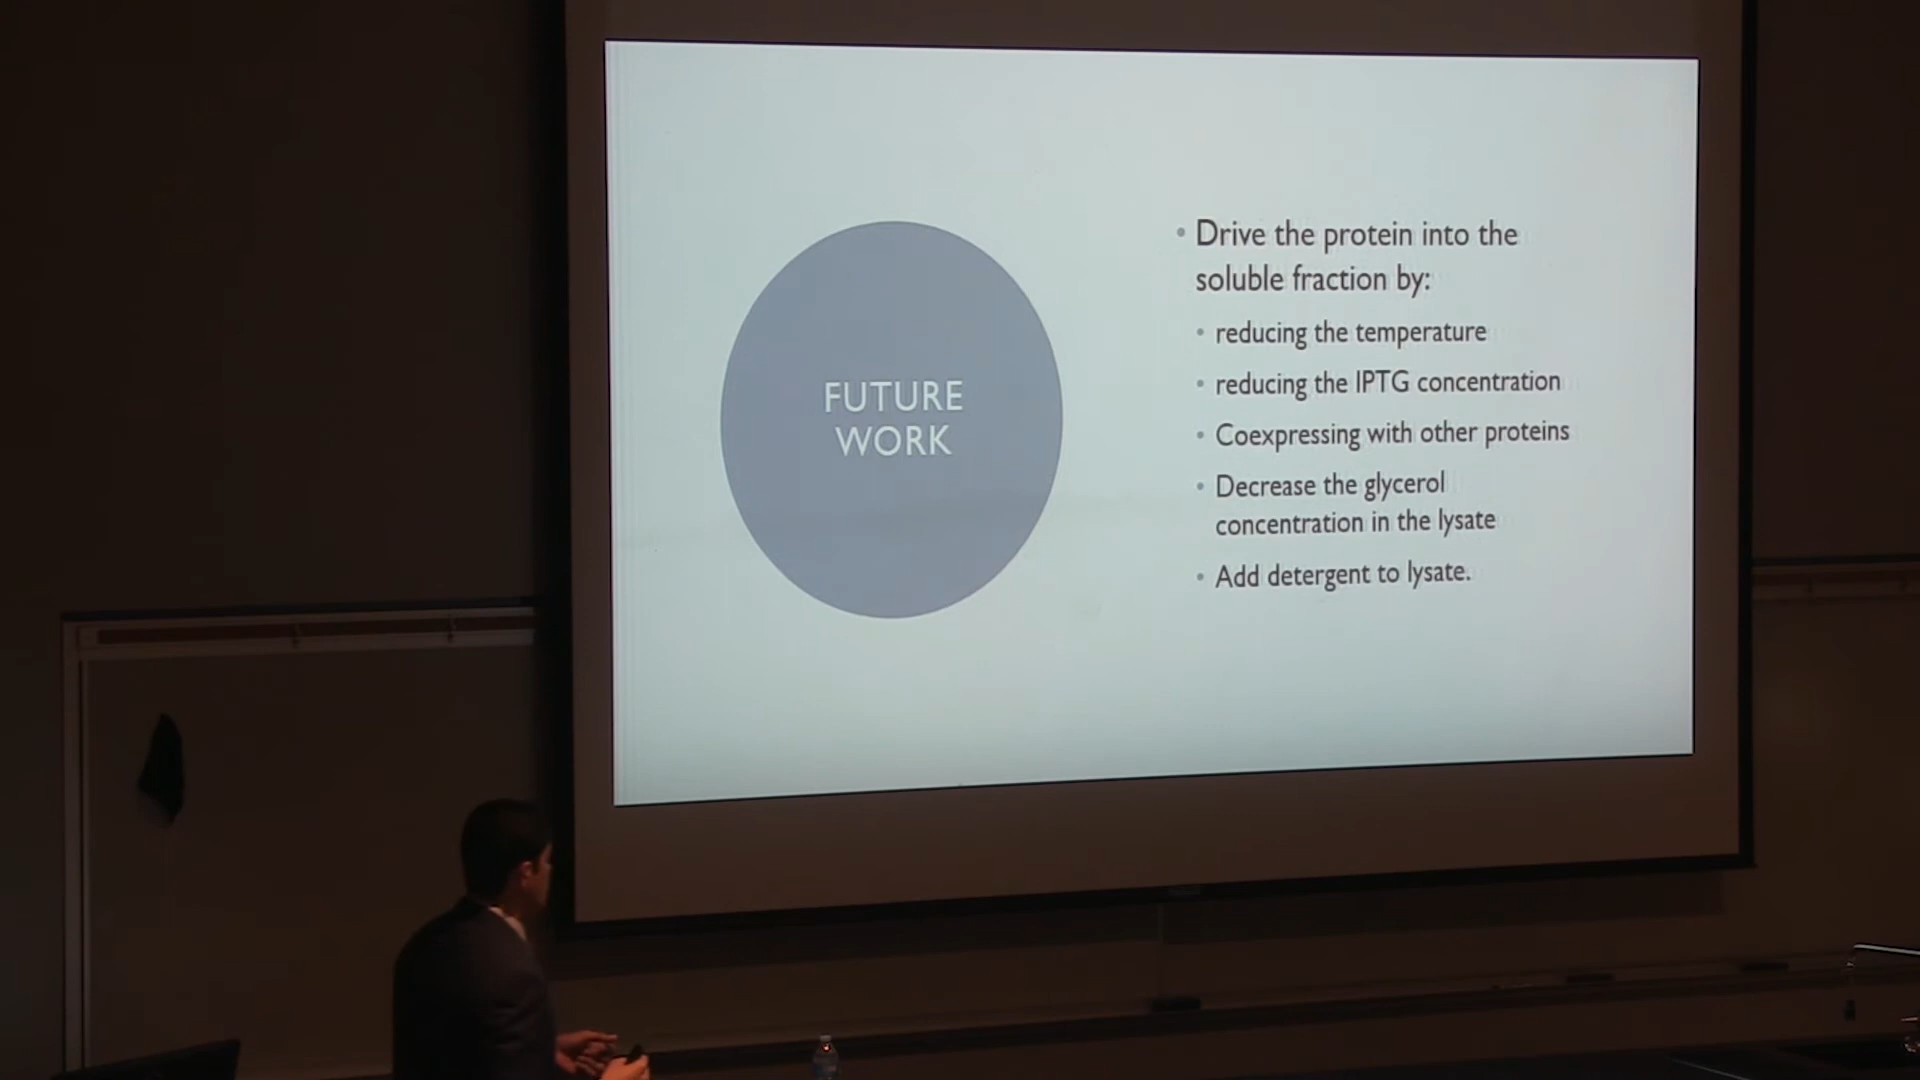 FUTURE
WORK
• Drive the protein into the
soluble fraction by:
• reducing the temperature
• reducing the IPTG concentration
• Coexpressing with other proteins
• Decrease the glycerol
concentration in the lysate
• Add detergent to lysate.